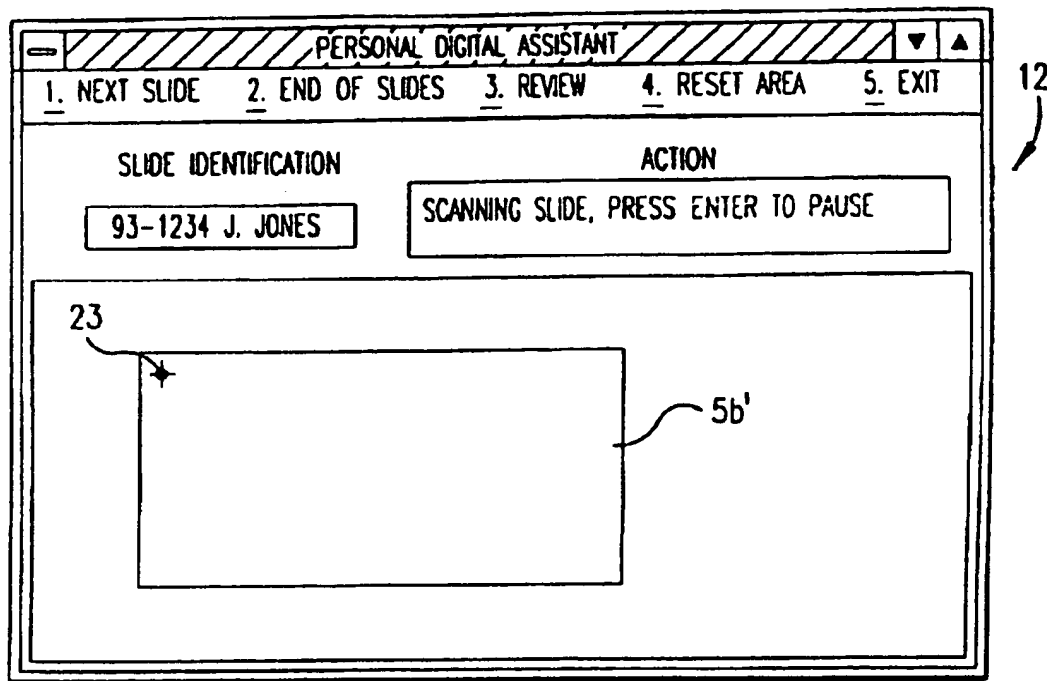 PERSONAL DIGITAL ASSISTANT
1. NEXT SLIDE 2. END OF SLIDES 3. REVIEW 4. RESET AREA 5. EXIT
12
SLIDE IDENTIFICATION ACTION
93-1234 J. JONES SCANNING SLIDE, PRESS ENTER TO PAUSE
23
5b'